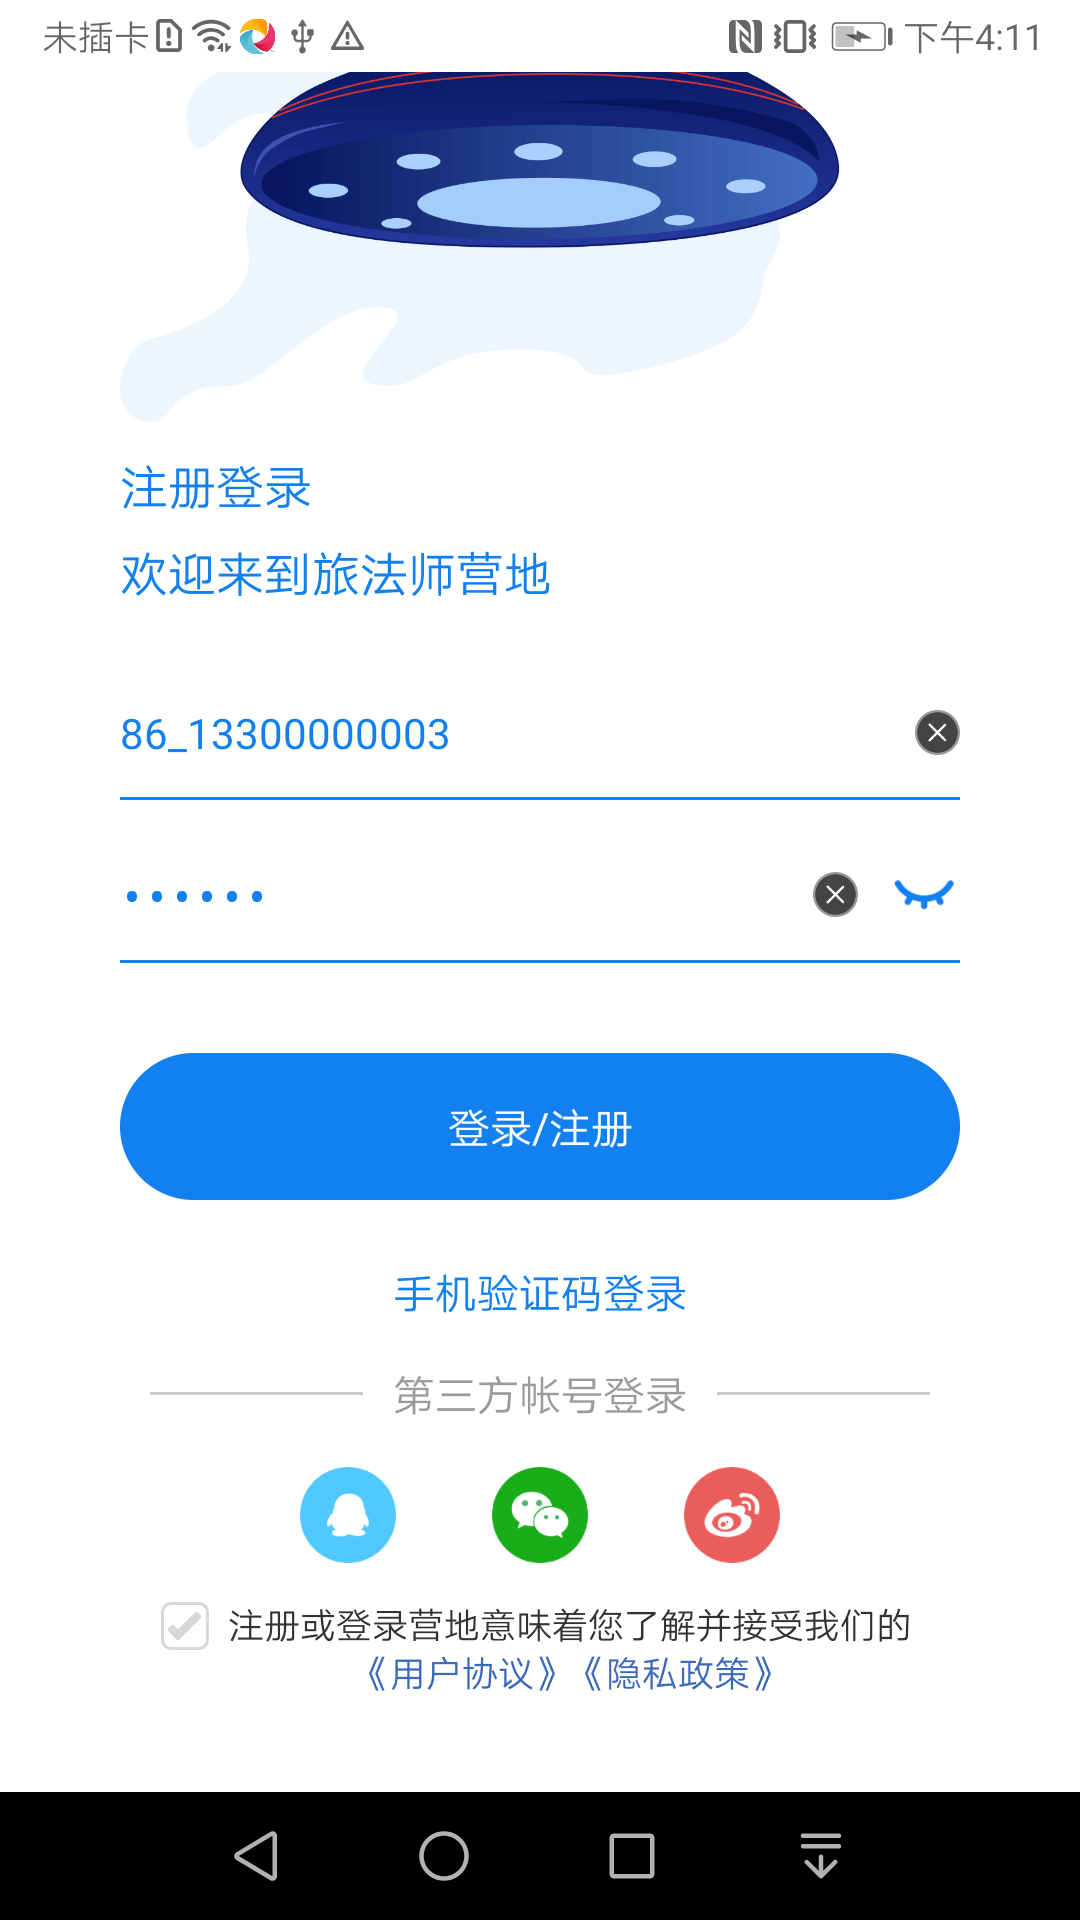 未插卡 下午4:11
注册登录
欢迎来到旅法师营地
86_13300000003
••••••
登录/注册
手机验证码登录
第三方帐号登录
注册或登录营地意味着您了解并接受我们的
《用户协议》《隐私政策》